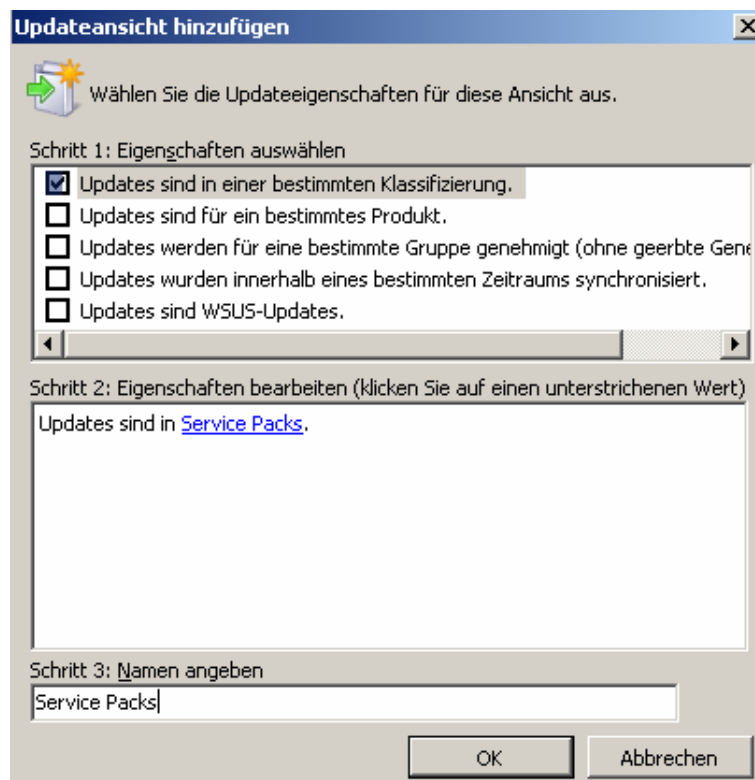 Updateansicht hinzufügen
Wählen Sie die Updateeigenschaften für diese Ansicht aus.
Schritt 1: Eigenschaften auswählen
Updates sind in einer bestimmten Klassifizierung.
Updates sind für ein bestimmtes Produkt.
Updates werden für eine bestimmte Gruppe genehmigt (ohne geerbte Gene
Updates wurden innerhalb eines bestimmten Zeitraums synchronisiert.
Updates sind WSUS-Updates.
Schritt 2: Eigenschaften bearbeiten (klicken Sie auf einen unterstrichenen Wert)
Updates sind in Service Packs.
Schritt 3: Namen angeben
Service Packs
OK Abbrechen